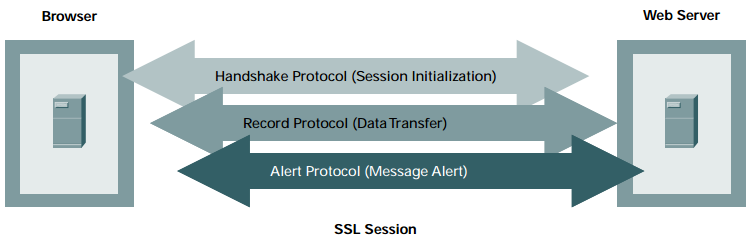 Browser
Web Server
Handshake Protocol (Session Initialization)
Record Protocol (Data Transfer)
Alert Protocol (Message Alert)
SSL Session